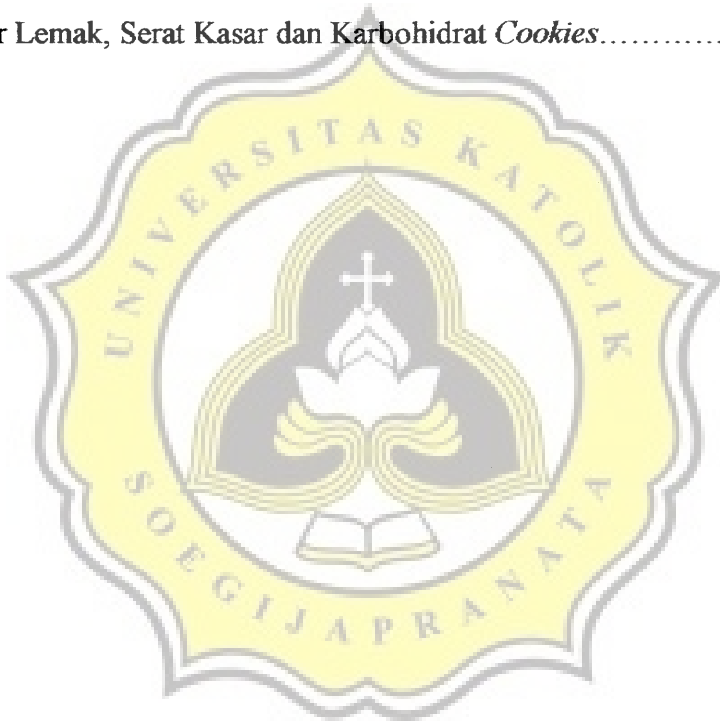 r Lemak, Serat Kasar dan Karbohidrat Cookies.............
UNIVERSITAS KATOLIK
SOEGIJAPRANATA